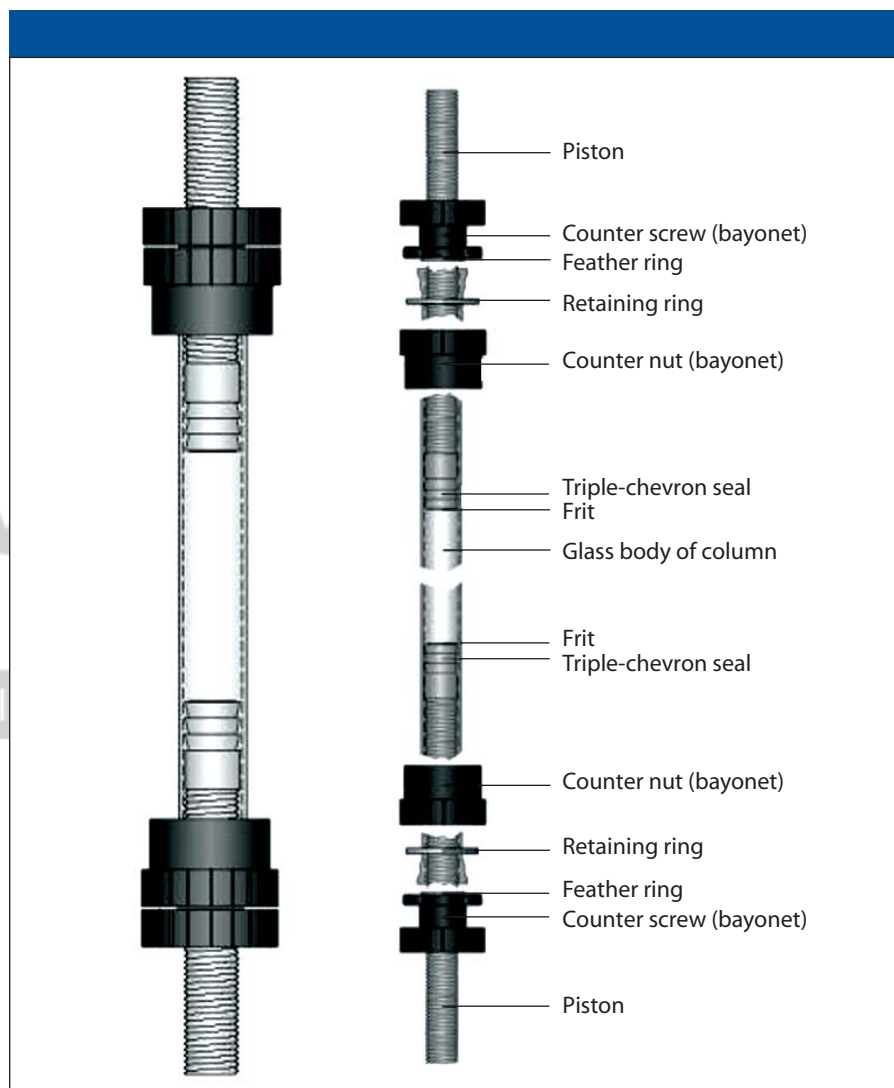 Piston
Counter screw (bayonet)
Feather ring
Retaining ring
Counter nut (bayonet)
Triple-chevron seal
Frit
Glass body of column
Frit
Triple-chevron seal
Counter nut (bayonet)
Retaining ring
Feather ring
Counter screw (bayonet)
Piston